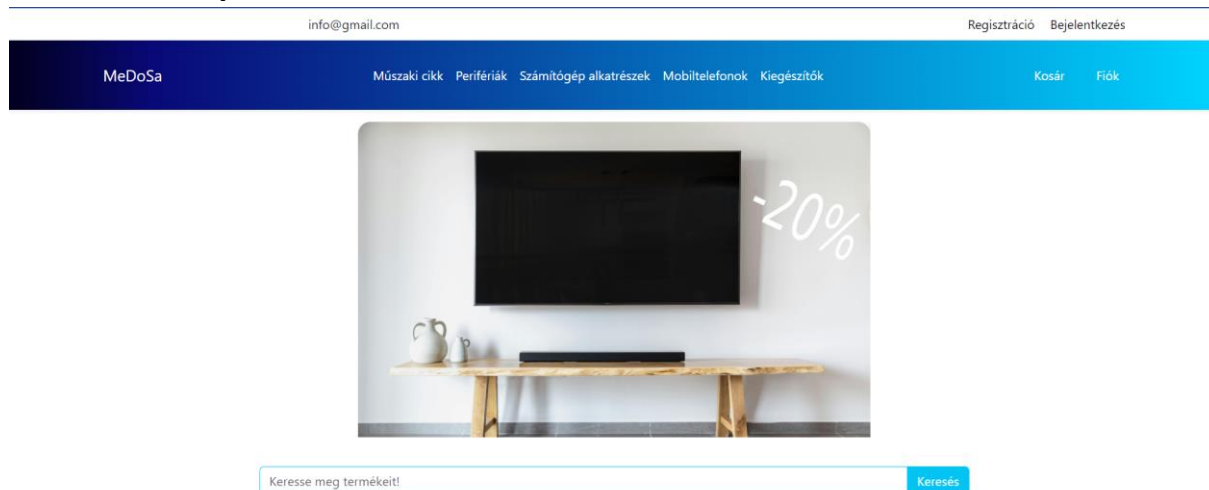 info@gmail.com Regisztráció Bejelentkezés
MeDoSa Műszaki cikk Perifériák Számítógép alkatrészek Mobiltelefonok Kiegészítők Kosár Fiók
-20%
Keresse meg termékeit! Keresés